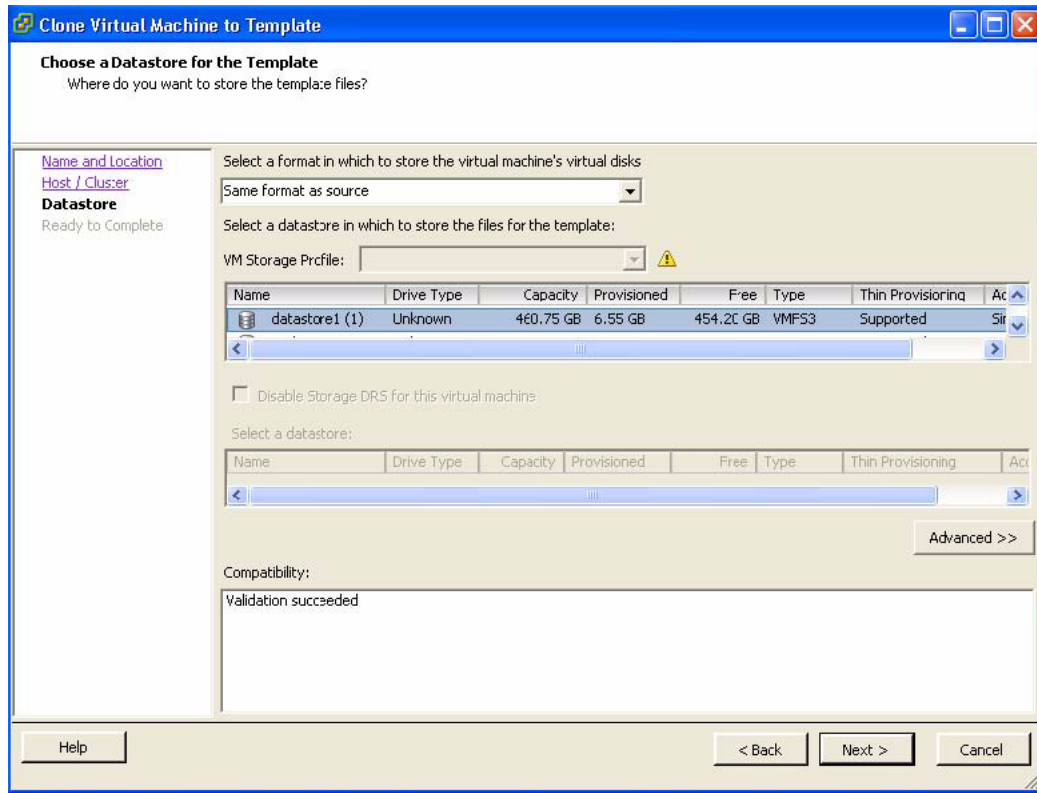 Clone Virtual Machine to Template
Choose a Datastore for the Template
Where do you want to store the template files?
Name and Location
Host / Cluster
Datastore
Ready to Complete
Select a format in which to store the virtual machine's virtual disks
Same format as source
Select a datastore in which to store the files for the template:
VM Storage Profile:
Name Drive Type Capacity Provisioned Free Type Thin Provisioning Ac
datastore1 (1) Unknown 460.75 GB 6.55 GB 454.20 GB VMFS3 Supported Sin
Disable Storage DRS for this virtual machine
Select a datastore:
Name Drive Type Capacity Provisioned Free Type Thin Provisioning Acc
Advanced >>
Compatibility:
Validation succeeded
Help < Back Next > Cancel